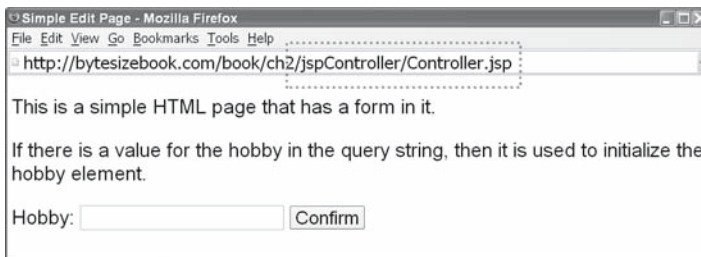 Simple Edit Page - Mozilla Firefox
File Edit View Go Bookmarks Tools Help
http://bytesizebook.com/book/ch2/jspController/Controller.jsp
This is a simple HTML page that has a form in it.
If there is a value for the hobby in the query string, then it is used to initialize the
hobby element.
Hobby: Confirm